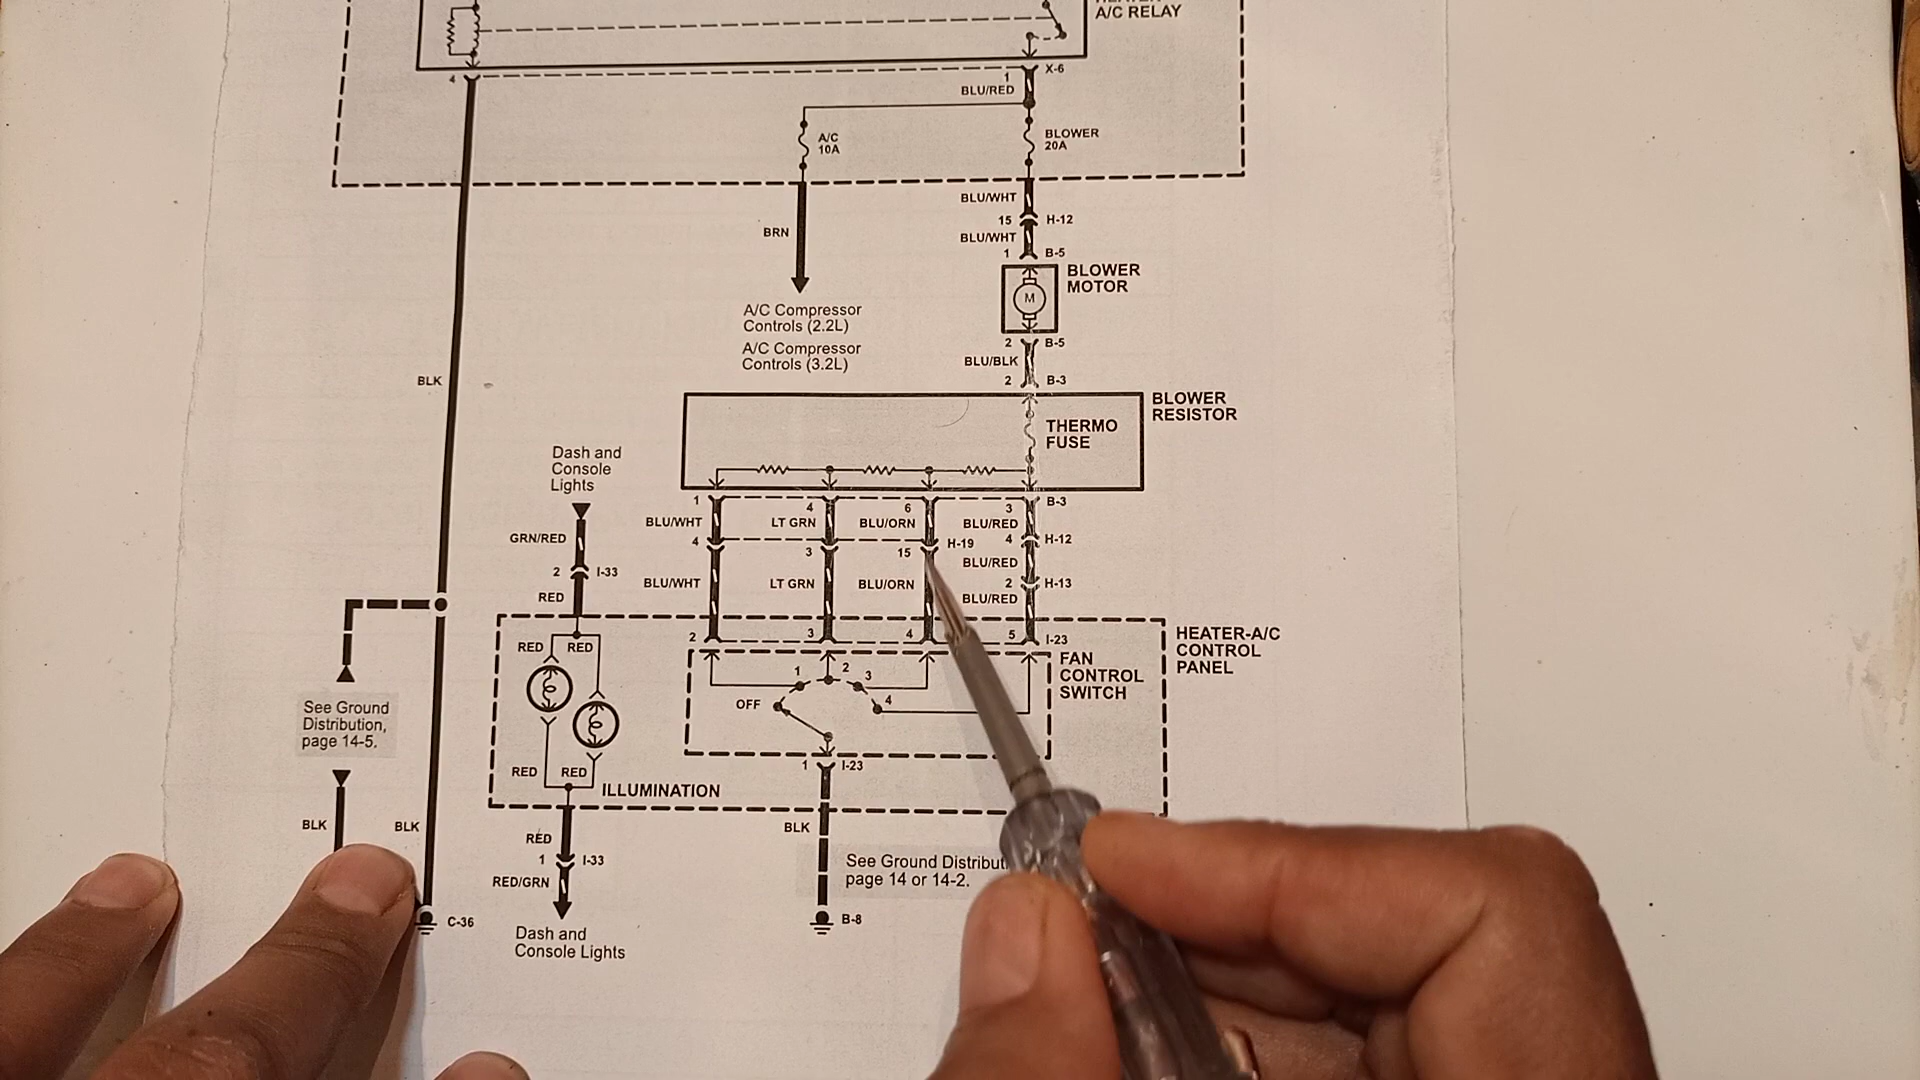 A/C RELAY
4
1
X-6
BLU/RED
A/C
10A
BLOWER
20A
BLU/WHT
15
H-12
BRN
BLU/WHT
1
B-5
BLOWER
MOTOR
M
A/C Compressor
Controls (2.2L)
A/C Compressor
Controls (3.2L)
2
B-5
BLU/BLK
2
B-3
BLK
BLOWER
RESISTOR
THERMO
FUSE
Dash and
Console
Lights
1
4
6
3
B-3
BLU/WHT
LT GRN
BLU/ORN
BLU/RED
GRN/RED
4
3
15
H-19
4
H-12
BLU/RED
2
I-33
BLU/WHT
LT GRN
BLU/ORN
2
H-13
RED
BLU/RED
2
3
4
5
I-23
HEATER-A/C
CONTROL
PANEL
RED
RED
FAN
CONTROL
SWITCH
1
2
3
4
OFF
See Ground
Distribution,
page 14-5.
RED
RED
1
I-23
ILLUMINATION
BLK
BLK
RED
BLK
1
I-33
See Ground Distribut
page 14 or 14-2.
RED/GRN
C-36
B-8
Dash and
Console Lights